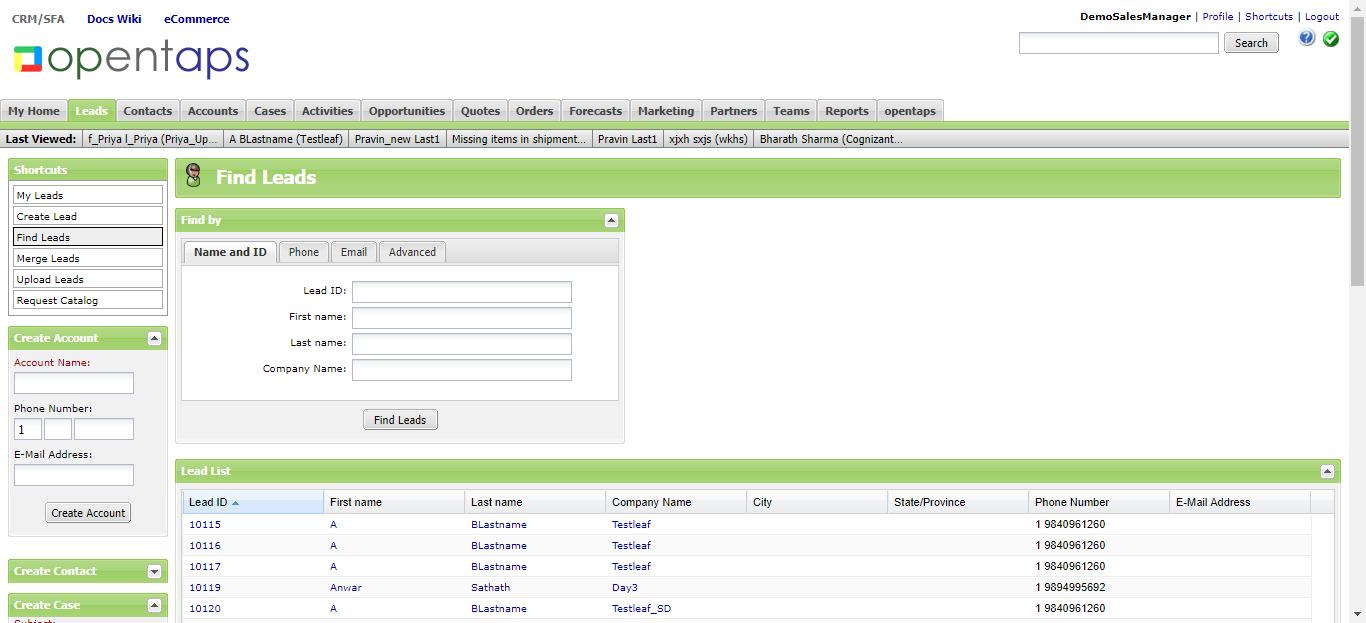 CRM/SFA Docs Wiki eCommerce
DemoSalesManager | Profile | Shortcuts | Logout
opentaps
Search
?
My Home Leads Contacts Accounts Cases Activities Opportunities Quotes Orders Forecasts Marketing Partners Teams Reports opentaps
Last Viewed: f_Priya l_Priya (Priya_Up... A BLastname (Testleaf) Pravin_new Last1 Missing items in shipment... Pravin Last1 xjxh sxjs (wkhs) Bharath Sharma (Cognizant...
Shortcuts
My Leads
Create Lead
Find Leads
Merge Leads
Upload Leads
Request Catalog
Create Account
Account Name:
Phone Number:
1
E-Mail Address:
Create Account
Create Contact
Create Case
Subject:
Find Leads
Find by
Name and ID Phone Email Advanced
Lead ID:
First name:
Last name:
Company Name:
Find Leads
Lead List
Lead ID First name Last name Company Name City State/Province Phone Number E-Mail Address
10115 A BLastname Testleaf 1 9840961260
10116 A BLastname Testleaf 1 9840961260
10117 A BLastname Testleaf 1 9840961260
10119 Anwar Sathath Day3 1 9894995692
10120 A BLastname Testleaf_SD 1 9840961260